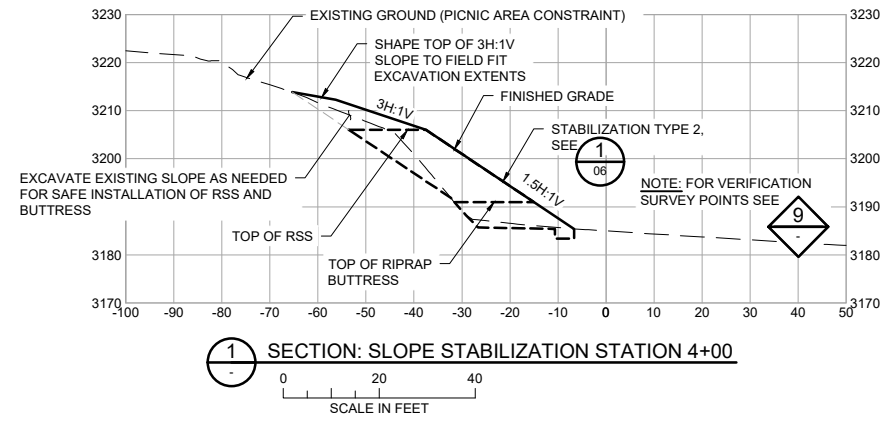 3230
3230
EXISTING GROUND (PICNIC AREA CONSTRAINT)
3220
3220
SHAPE TOP OF 3H:1V
SLOPE TO FIELD FIT
EXCAVATION EXTENTS
3210
3210
3H:1V
FINISHED GRADE
STABILIZATION TYPE 2,
SEE
1
06
3200
3200
EXCAVATE EXISTING SLOPE AS NEEDED
FOR SAFE INSTALLATION OF RSS AND
BUTTRESS
1.5H:1V
NOTE: FOR VERIFICATION
SURVEY POINTS SEE
9
-
3190
3190
TOP OF RSS
TOP OF RIPRAP
BUTTRESS
3180
3180
3170
3170
-100 -90 -80 -70 -60 -50 -40 -30 -20 -10 0 10 20 30 40 50
1
-
SECTION: SLOPE STABILIZATION STATION 4+00
0 20 40
SCALE IN FEET